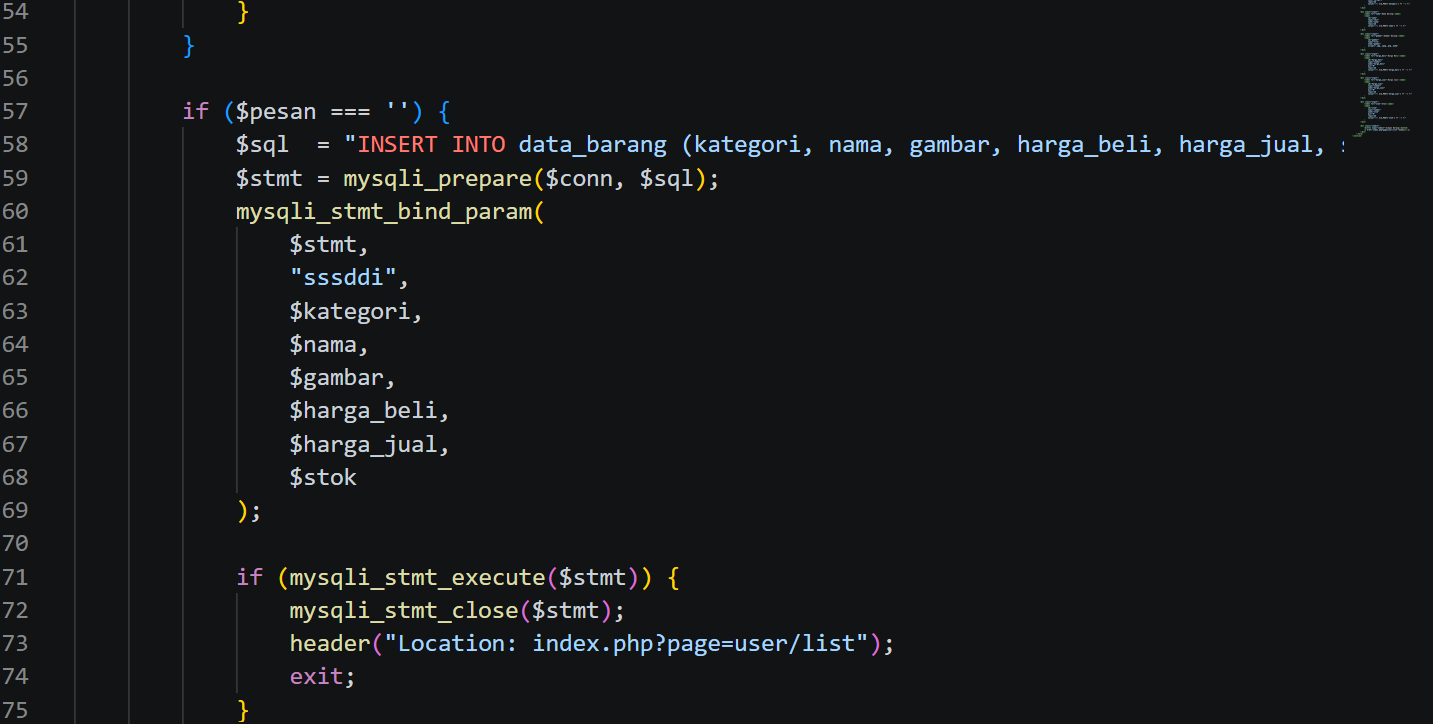 54 }
55 }
56
57 if ($pesan === '') {
58 $sql  = "INSERT INTO data_barang (kategori, nama, gambar, harga_beli, harga_jual,
59 $stmt = mysqli_prepare($conn, $sql);
60 mysqli_stmt_bind_param(
61 $stmt,
62 "sssddi",
63 $kategori,
64 $nama,
65 $gambar,
66 $harga_beli,
67 $harga_jual,
68 $stok
69 );
70
71 if (mysqli_stmt_execute($stmt)) {
72 mysqli_stmt_close($stmt);
73 header("Location: index.php?page=user/list");
74 exit;
75 }